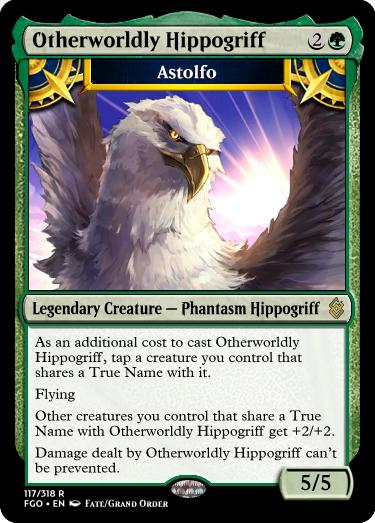 Otherworldly Hippogriff 2
Astolfo
Legendary Creature — Phantasm Hippogriff
As an additional cost to cast Otherworldly
Hippogriff, tap a creature you control that
shares a True Name with it.
Flying
Other creatures you control that share a True
Name with Otherworldly Hippogriff get +2/+2.
Damage dealt by Otherworldly Hippogriff can't
be prevented.
5/5
117/318 R
FGO • EN Fate/Grand Order